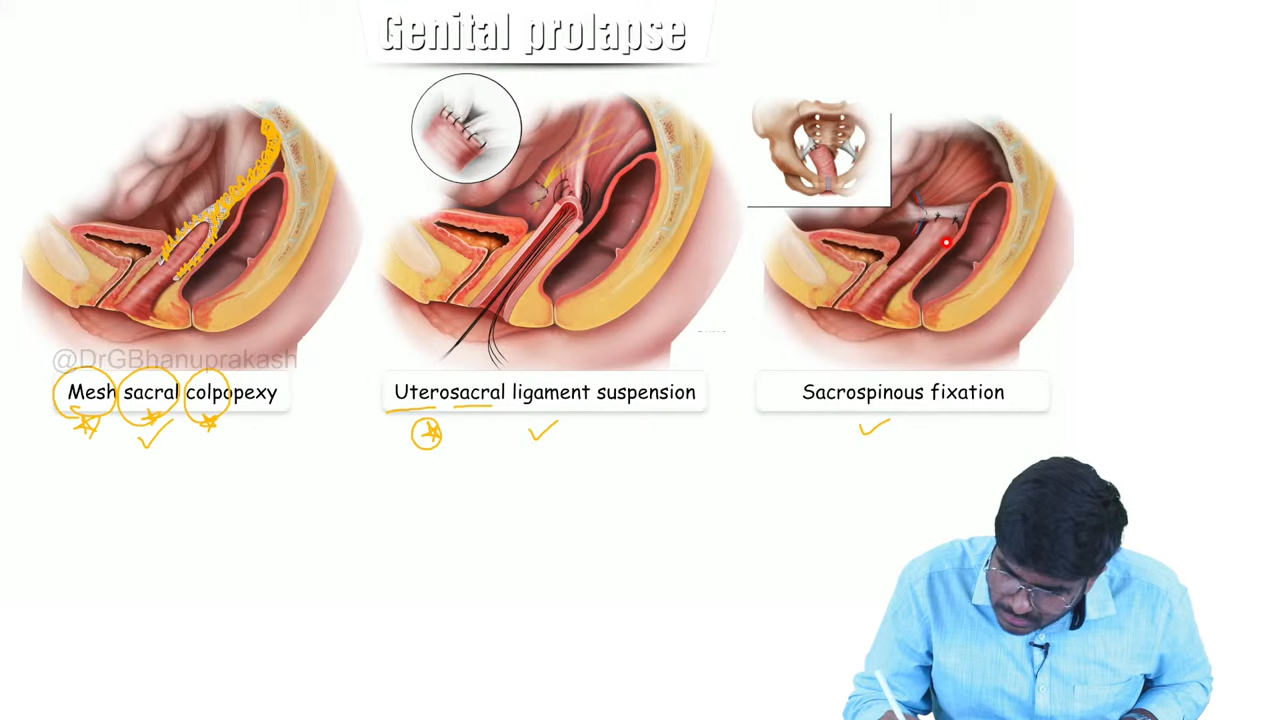 Genital prolapse
@DrGBhanuprakash
Mesh sacral colpopexy
Uterosacral ligament suspension
Sacrospinous fixation